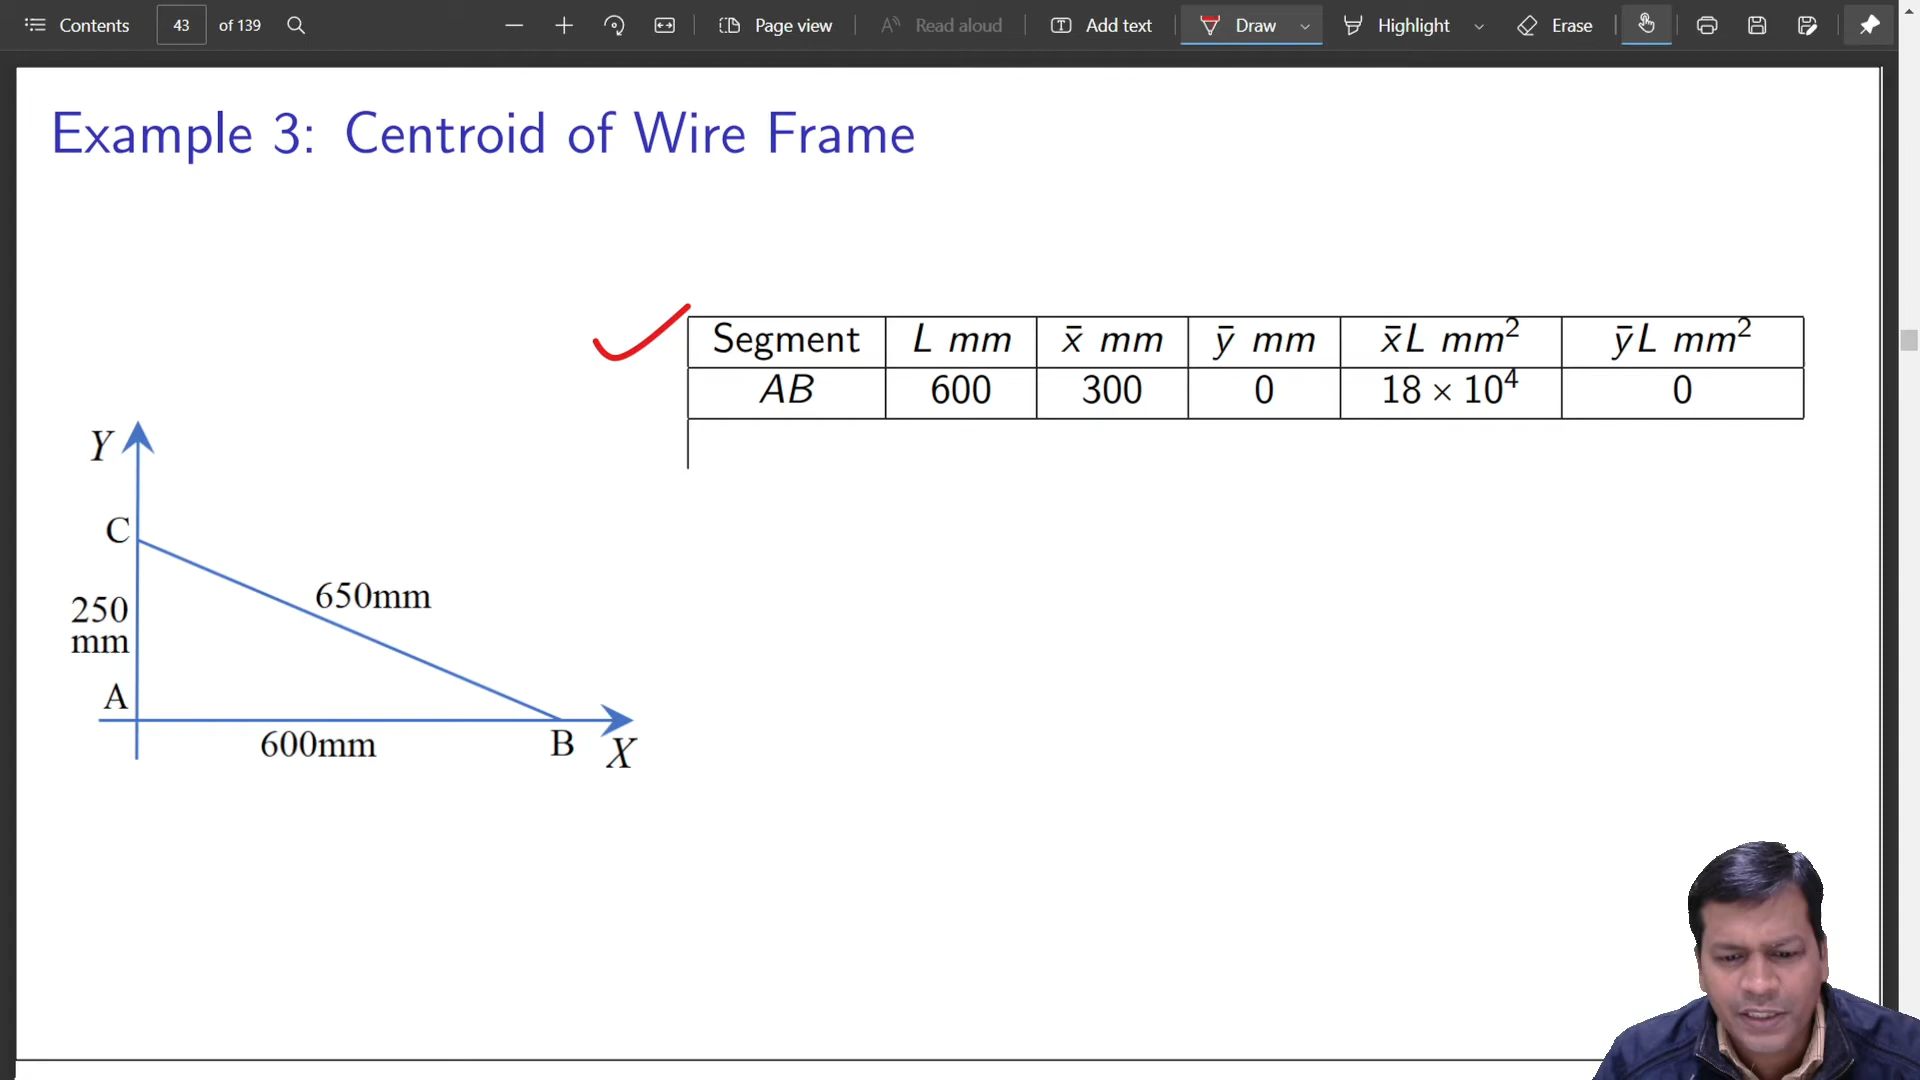 Contents 43 of 139 Page view Read aloud Add text Draw Highlight Erase
Example 3: Centroid of Wire Frame
Segment L mm x̄ mm ȳ mm x̄L mm² ȳL mm²
AB 600 300 0 18 × 10⁴ 0
Y
C
650mm
250
mm
A
600mm
B
X